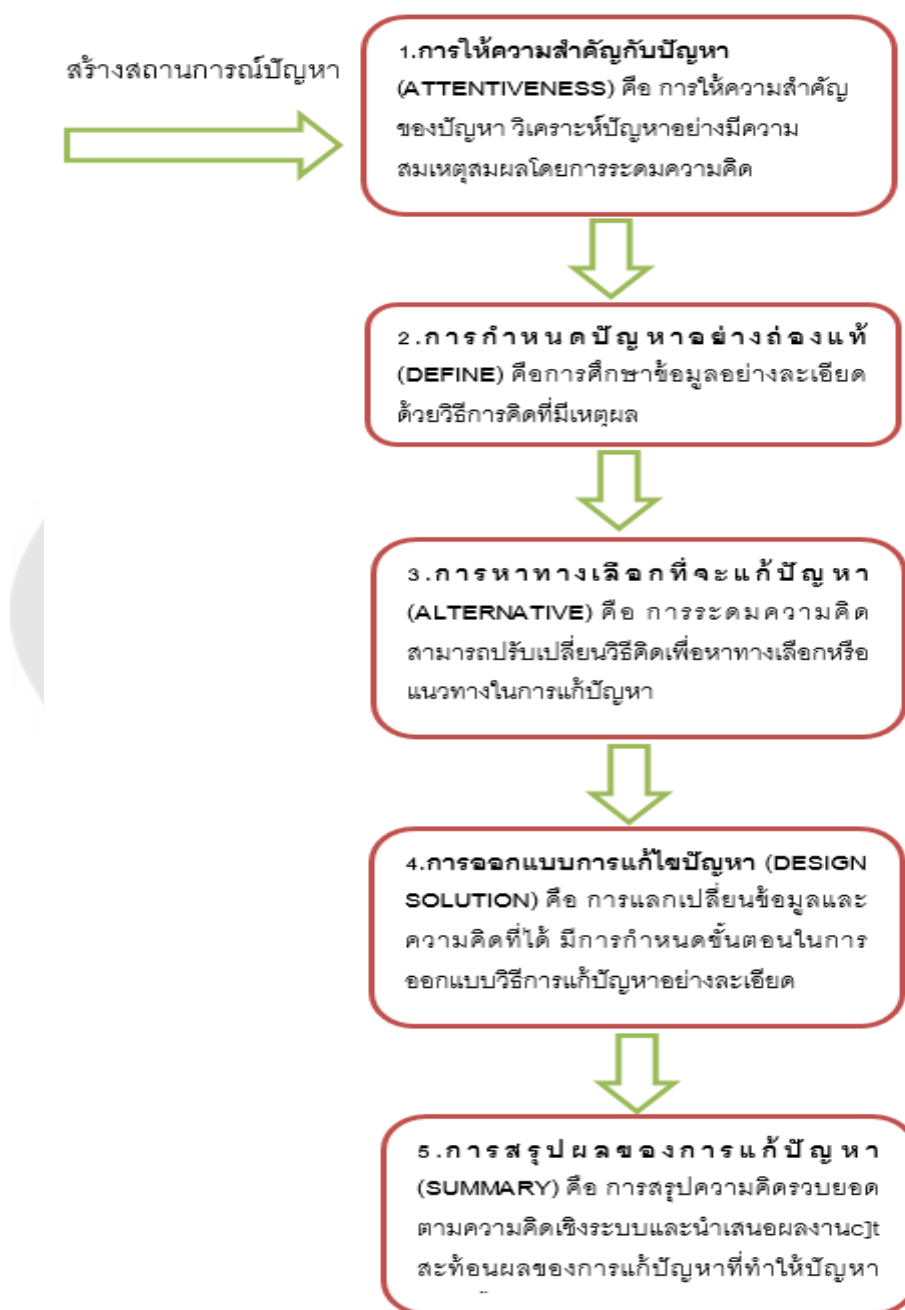 สร้างสถานการณ์ปัญหา
1.การให้ความสำคัญกับปัญหา
(ATTENTIVENESS) คือ การให้ความสำคัญ
ของปัญหา วิเคราะห์ปัญหาอย่างมีความ
สมเหตุสมผลโดยการระดมความคิด
2.การกำหนดปัญหาอย่างถ่องแท้
(DEFINE) คือการศึกษาข้อมูลอย่างละเอียด
ด้วยวิธีการคิดที่มีเหตุผล
3.การหาทางเลือกที่จะแก้ปัญหา
(ALTERNATIVE) คือ การระดมความคิด
สามารถปรับเปลี่ยนวิธีคิดเพื่อหาทางเลือกหรือ
แนวทางในการแก้ปัญหา
4.การออกแบบการแก้ไขปัญหา (DESIGN
SOLUTION) คือ การแลกเปลี่ยนข้อมูลและ
ความคิดที่ได้ มีการกำหนดขั้นตอนในการ
ออกแบบวิธีการแก้ปัญหาอย่างละเอียด
5.การสรุปผลของการแก้ปัญหา
(SUMMARY) คือ การสรุปความคิดรวบยอด
ตามความคิดเชิงระบบและนำเสนอผลงานc]t
สะท้อนผลของการแก้ปัญหาที่ทำให้ปัญหา